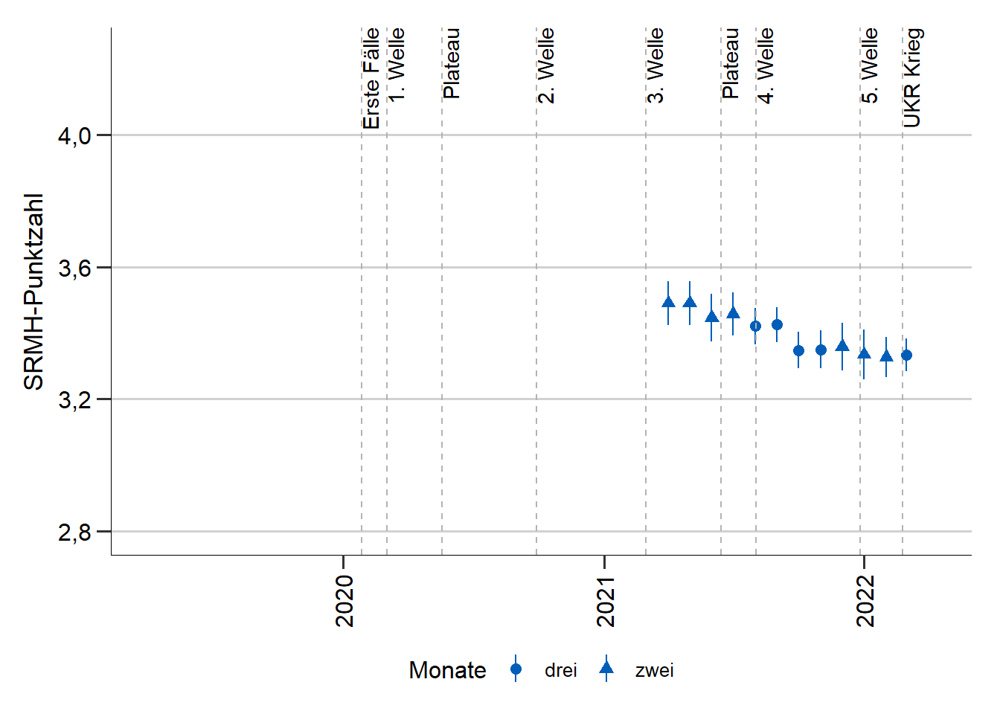 Erste Fälle
1. Welle
Plateau
2. Welle
3. Welle
Plateau
4. Welle
5. Welle
UKR Krieg
SRMH-Punktzahl
4,0
3,6
3,2
2,8
2020
2021
2022
Monate drei zwei